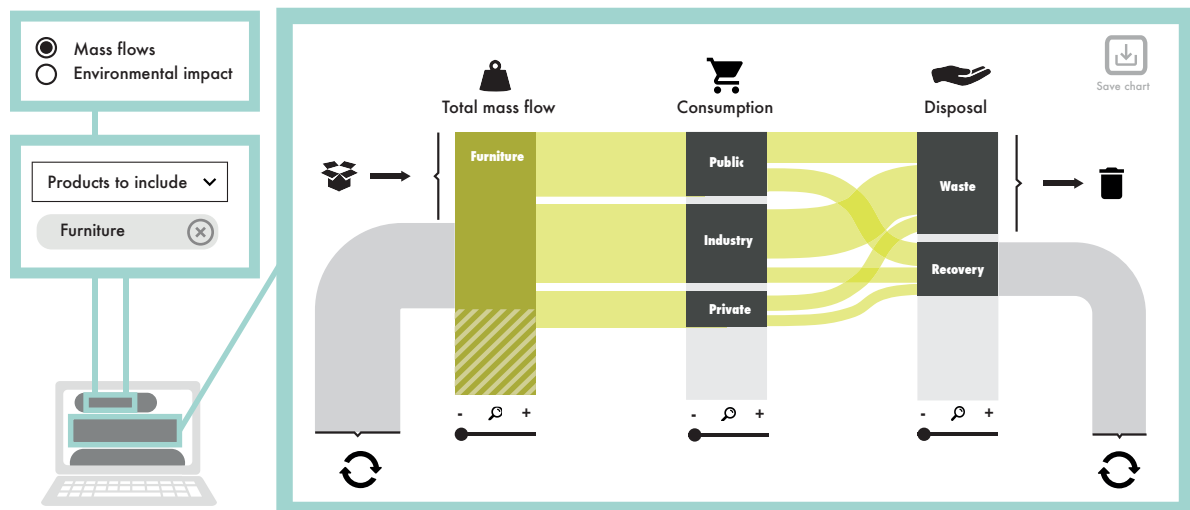 Mass flows
Environmental impact
Products to include
Furniture
Save chart
Total mass flow
Consumption
Disposal
Furniture
Public
Industry
Private
Waste
Recovery
- +
- +
- +